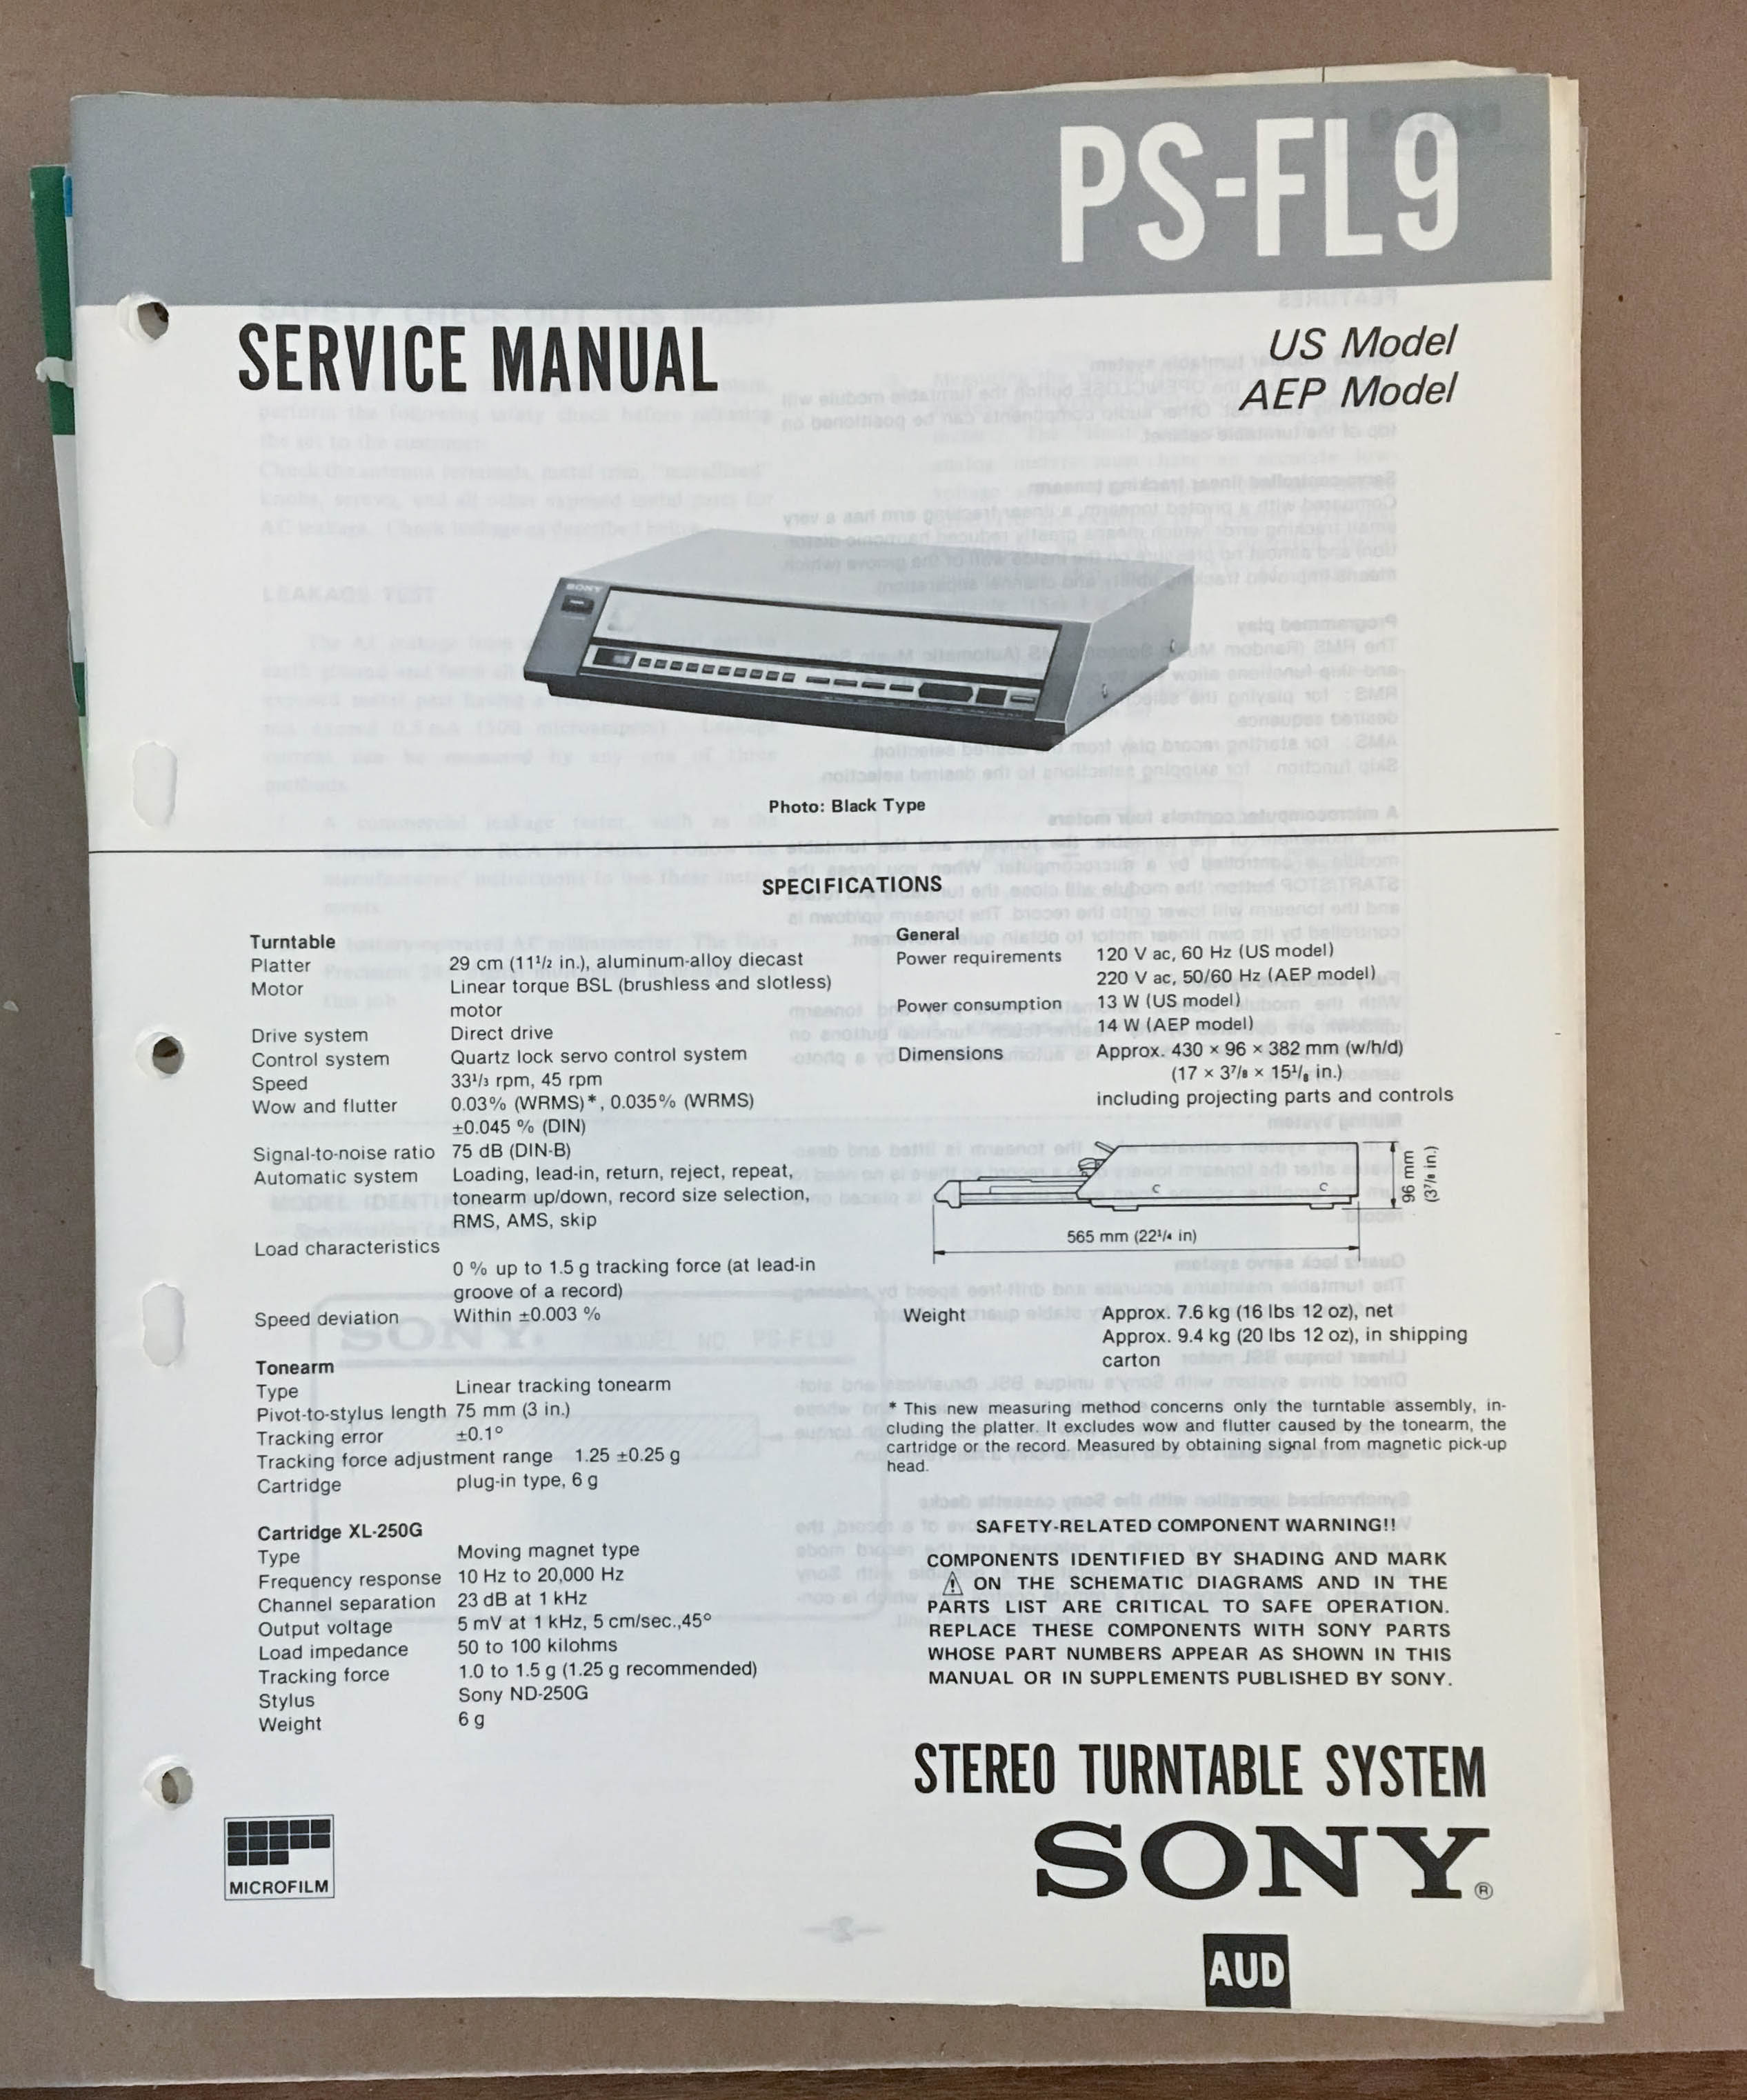 PS-FL9
SERVICE MANUAL
US Model
AEP Model
SONY
Photo: Black Type
SPECIFICATIONS
Turntable
Platter 29 cm (11¹/₂ in.), aluminum-alloy diecast
Motor Linear torque BSL (brushless and slotless)
motor
Drive system Direct drive
Control system Quartz lock servo control system
Speed 33¹/₃ rpm, 45 rpm
Wow and flutter 0.03% (WRMS)*, 0.035% (WRMS)
±0.045 % (DIN)
Signal-to-noise ratio 75 dB (DIN-B)
Automatic system Loading, lead-in, return, reject, repeat,
tonearm up/down, record size selection,
RMS, AMS, skip
Load characteristics
0 % up to 1.5 g tracking force (at lead-in
groove of a record)
Speed deviation Within ±0.003 %
Tonearm
Type Linear tracking tonearm
Pivot-to-stylus length 75 mm (3 in.)
Tracking error ±0.1°
Tracking force adjustment range 1.25 ±0.25 g
Cartridge plug-in type, 6 g
Cartridge XL-250G
Type Moving magnet type
Frequency response 10 Hz to 20,000 Hz
Channel separation 23 dB at 1 kHz
Output voltage 5 mV at 1 kHz, 5 cm/sec.,45°
Load impedance 50 to 100 kilohms
Tracking force 1.0 to 1.5 g (1.25 g recommended)
Stylus Sony ND-250G
Weight 6 g
General
Power requirements 120 V ac, 60 Hz (US model)
220 V ac, 50/60 Hz (AEP model)
Power consumption 13 W (US model)
14 W (AEP model)
Dimensions Approx. 430 × 96 × 382 mm (w/h/d)
(17 × 3⁷/₈ × 15¹/₈ in.)
including projecting parts and controls
96 mm
(3⁷/₈ in.)
565 mm (22¹/₄ in)
Weight Approx. 7.6 kg (16 lbs 12 oz), net
Approx. 9.4 kg (20 lbs 12 oz), in shipping
carton
* This new measuring method concerns only the turntable assembly, in-
cluding the platter. It excludes wow and flutter caused by the tonearm, the
cartridge or the record. Measured by obtaining signal from magnetic pick-up
head.
SAFETY-RELATED COMPONENT WARNING!!
COMPONENTS IDENTIFIED BY SHADING AND MARK
⚠ ON THE SCHEMATIC DIAGRAMS AND IN THE
PARTS LIST ARE CRITICAL TO SAFE OPERATION.
REPLACE THESE COMPONENTS WITH SONY PARTS
WHOSE PART NUMBERS APPEAR AS SHOWN IN THIS
MANUAL OR IN SUPPLEMENTS PUBLISHED BY SONY.
STEREO TURNTABLE SYSTEM
SONY®
MICROFILM
AUD